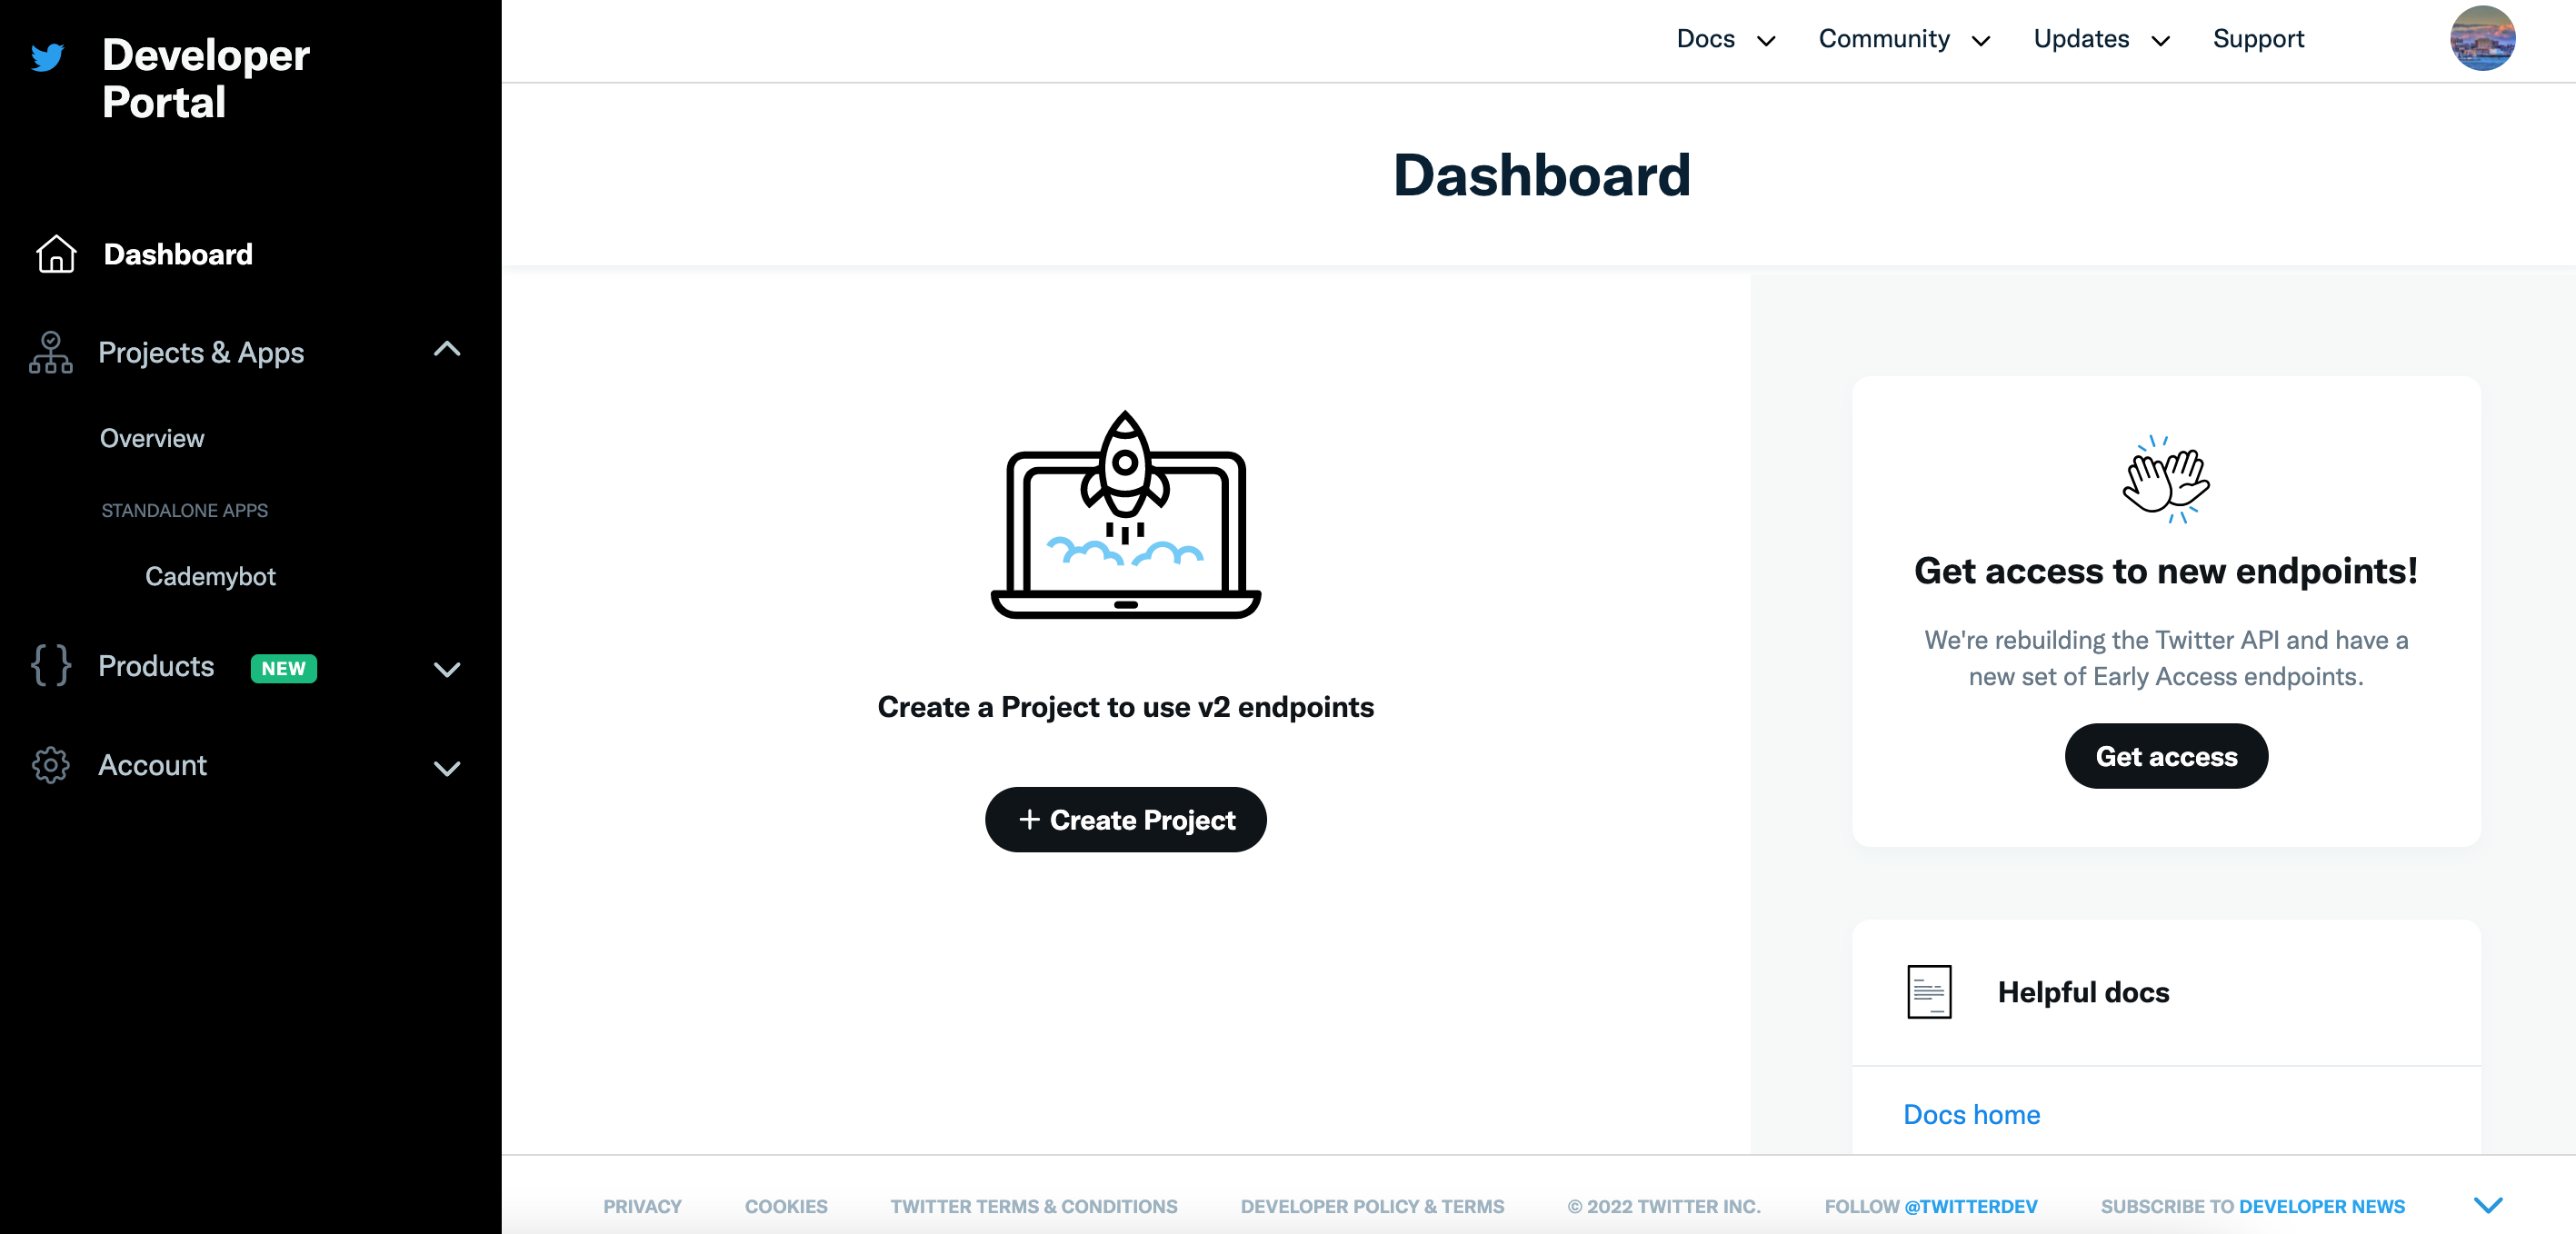 Developer
Portal
Dashboard
Projects & Apps
Overview
STANDALONE APPS
Cademybot
Products NEW
Account
Docs Community Updates Support
Dashboard
Create a Project to use v2 endpoints
+ Create Project
Get access to new endpoints!
We're rebuilding the Twitter API and have a
new set of Early Access endpoints.
Get access
Helpful docs
Docs home
PRIVACY COOKIES TWITTER TERMS & CONDITIONS DEVELOPER POLICY & TERMS © 2022 TWITTER INC. FOLLOW @TWITTERDEV SUBSCRIBE TO DEVELOPER NEWS